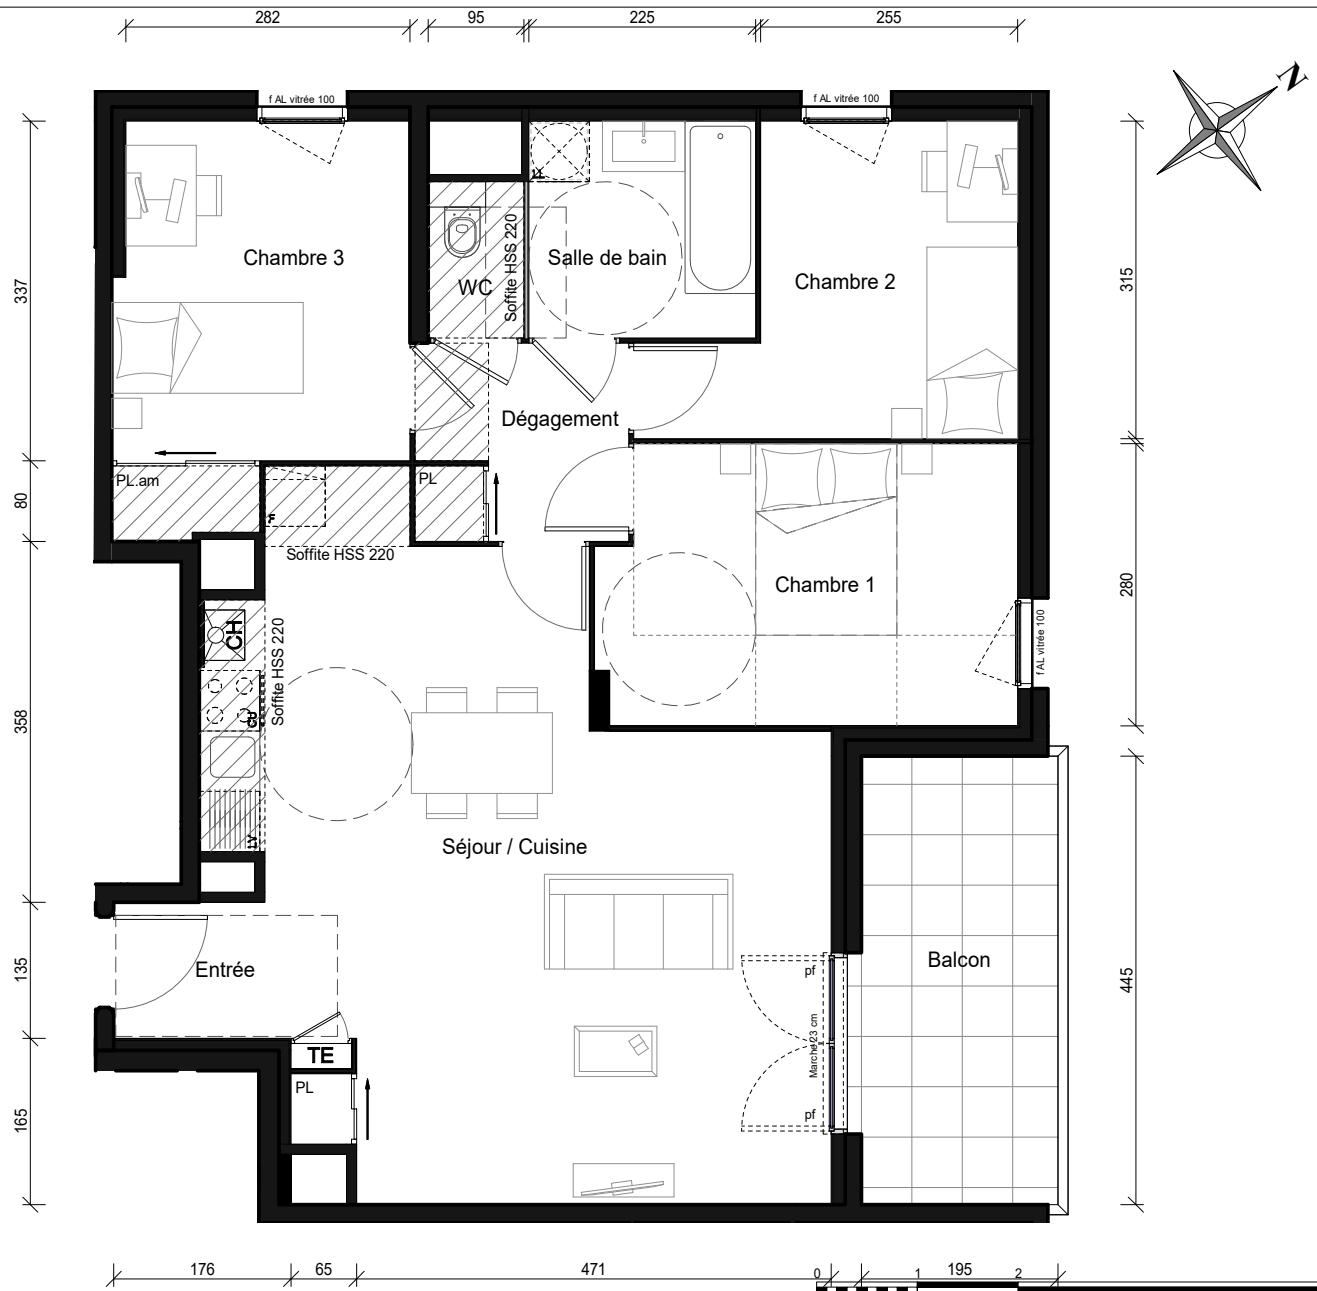 282
95
225
255
N
f AL vitrée 100
f AL vitrée 100
337
315
Chambre 3
WC
Soffite HSS 220
LL
Salle de bain
Chambre 2
Dégagement
80
PL.am
F
PL
Soffite HSS 220
Chambre 1
280
f AL vitrée 100
CH
Soffite HSS 220
CU
LV
358
Séjour / Cuisine
Entrée
135
pf
Marche 23 cm
pf
Balcon
445
TE
PL
165
176
65
471
0
195
1
2